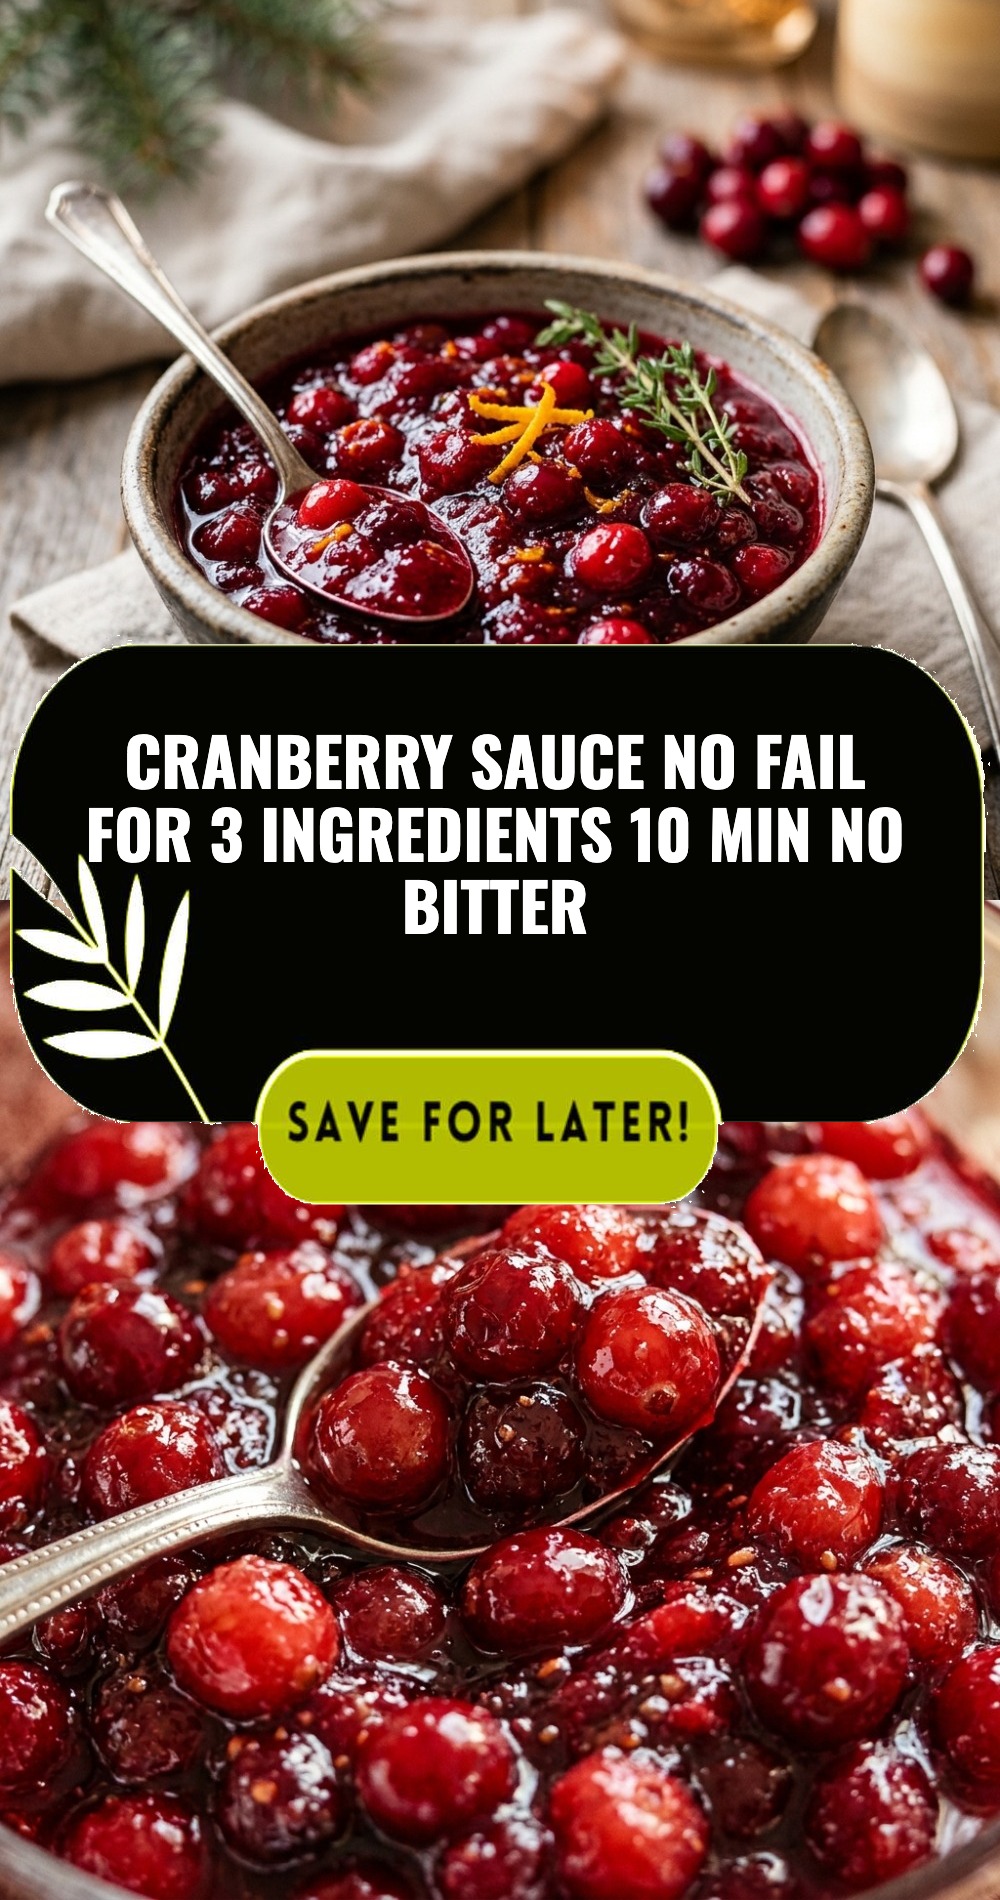 CRANBERRY SAUCE NO FAIL
FOR 3 INGREDIENTS 10 MIN NO
BITTER
SAVE FOR LATER!